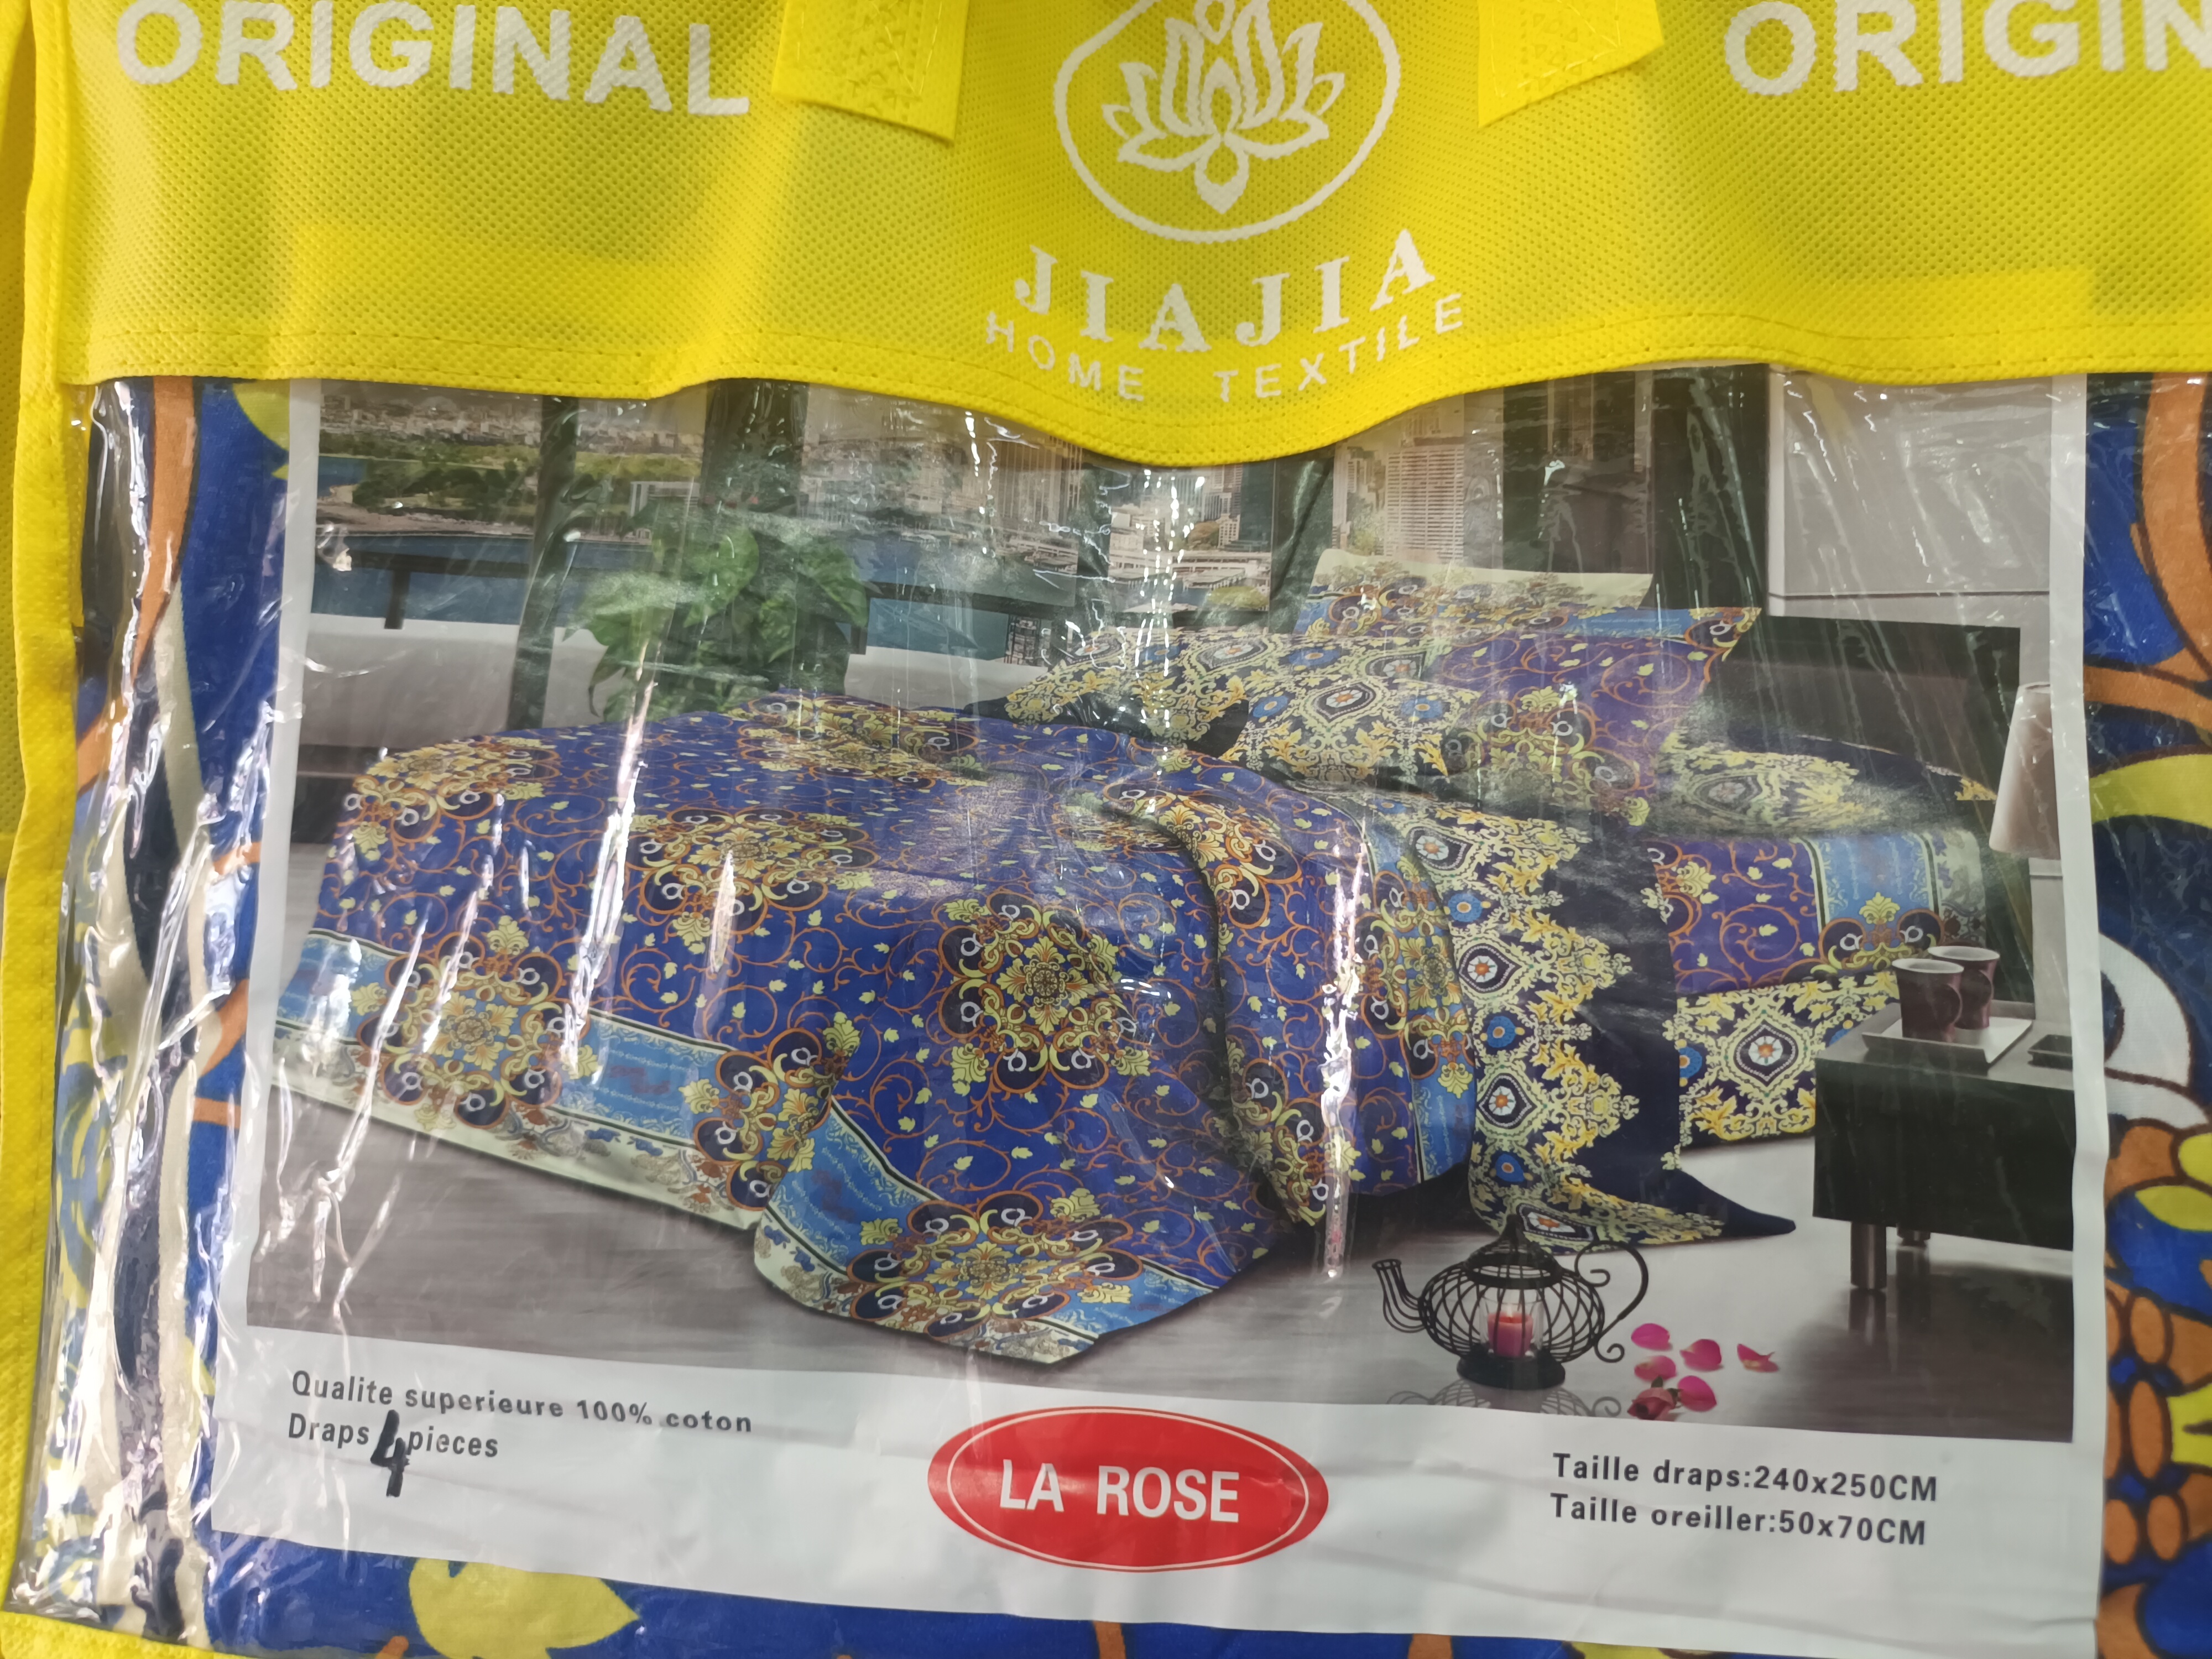 ORIGINAL
ORIGIN
JIAJIA
HOME TEXTILE
Qualite superieure 100% coton
Draps 4 pieces
LA ROSE
Taille draps:240x250CM
Taille oreiller:50x70CM